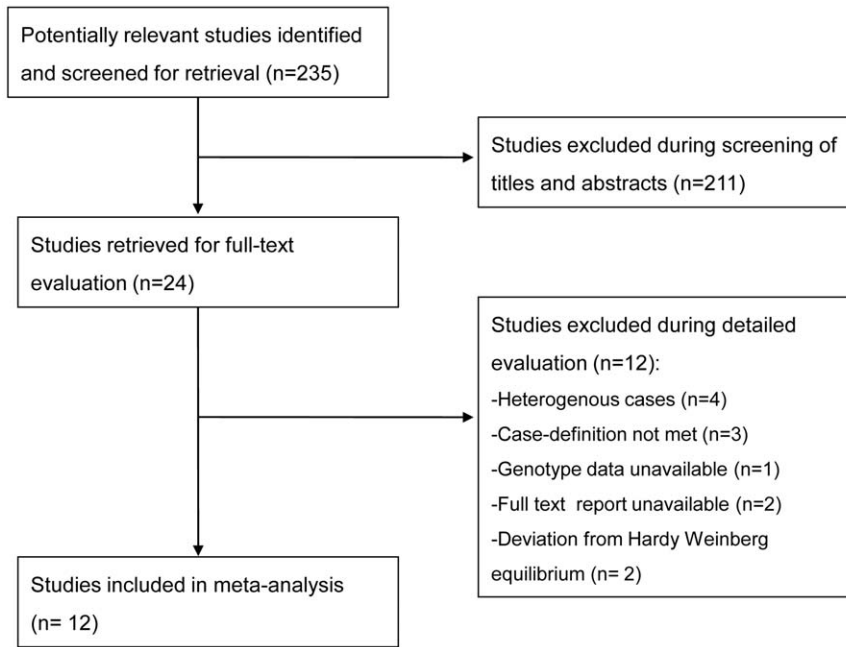 Potentially relevant studies identified
and screened for retrieval (n=235)
Studies excluded during screening of
titles and abstracts (n=211)
Studies retrieved for full-text
evaluation (n=24)
Studies excluded during detailed
evaluation (n=12):
-Heterogenous cases (n=4)
-Case-definition not met (n=3)
-Genotype data unavailable (n=1)
-Full text report unavailable (n=2)
-Deviation from Hardy Weinberg
equilibrium (n= 2)
Studies included in meta-analysis
(n= 12)